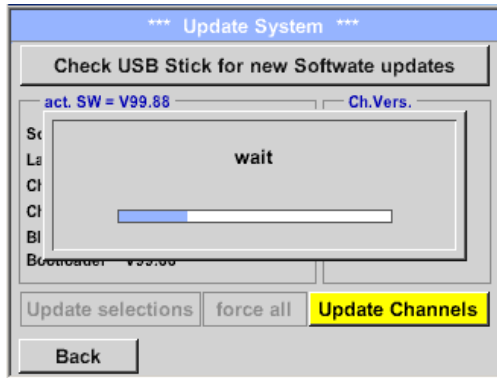 *** Update System ***
Check USB Stick for new Softwate updates
act. SW = V99.88
Ch.Vers.
wait
Update selections
force all
Update Channels
Back